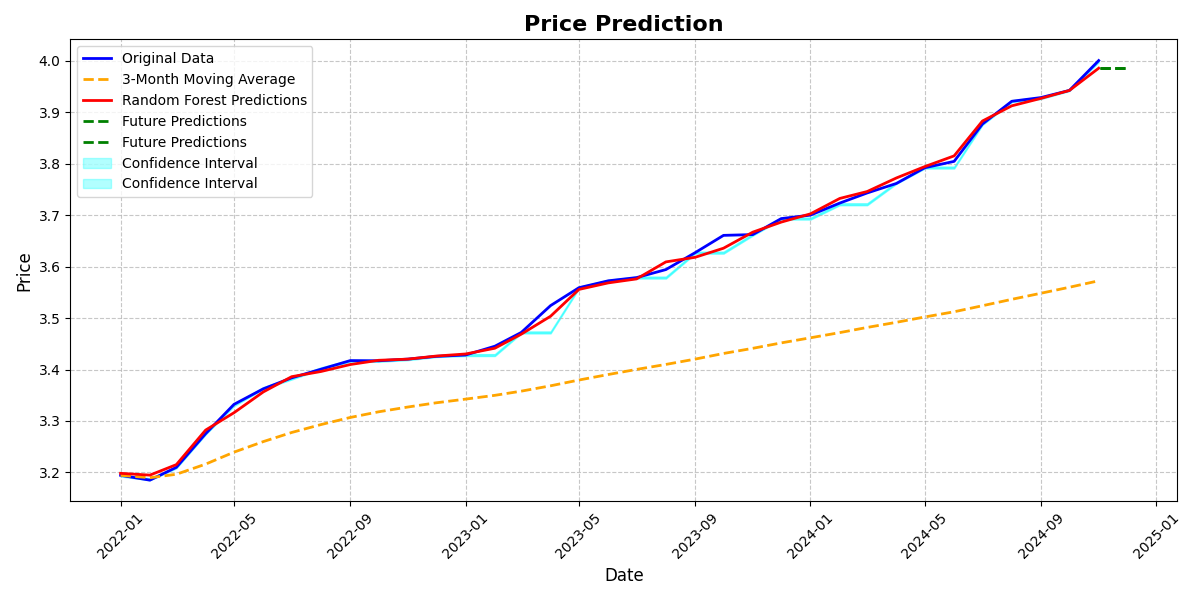 Price Prediction
Original Data
3-Month Moving Average
Random Forest Predictions
Future Predictions
Future Predictions
Confidence Interval
Confidence Interval
Price
4.0
3.9
3.8
3.7
3.6
3.5
3.4
3.3
3.2
2022-01
2022-05
2022-09
2023-01
2023-05
2023-09
2024-01
2024-05
2024-09
2025-01
Date